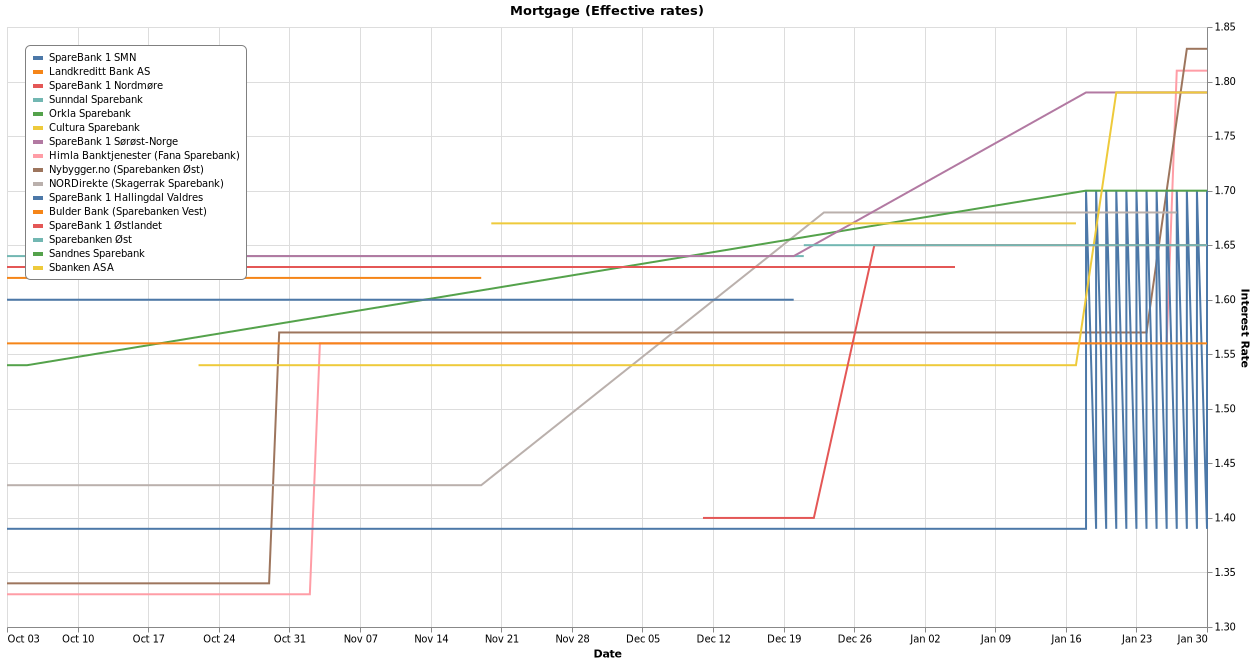 Mortgage (Effective rates)
SpareBank 1 SMN
Landkreditt Bank AS
SpareBank 1 Nordmøre
Sunndal Sparebank
Orkla Sparebank
Cultura Sparebank
SpareBank 1 Sørøst-Norge
Himla Banktjenester (Fana Sparebank)
Nybygger.no (Sparebanken Øst)
NORDirekte (Skagerrak Sparebank)
SpareBank 1 Hallingdal Valdres
Bulder Bank (Sparebanken Vest)
SpareBank 1 Østlandet
Sparebanken Øst
Sandnes Sparebank
Sbanken ASA
1.85
1.80
1.75
1.70
1.65
1.60
1.55
1.50
1.45
1.40
1.35
1.30
Interest Rate
Oct 03 Oct 10 Oct 17 Oct 24 Oct 31 Nov 07 Nov 14 Nov 21 Nov 28 Dec 05 Dec 12 Dec 19 Dec 26 Jan 02 Jan 09 Jan 16 Jan 23 Jan 30
Date